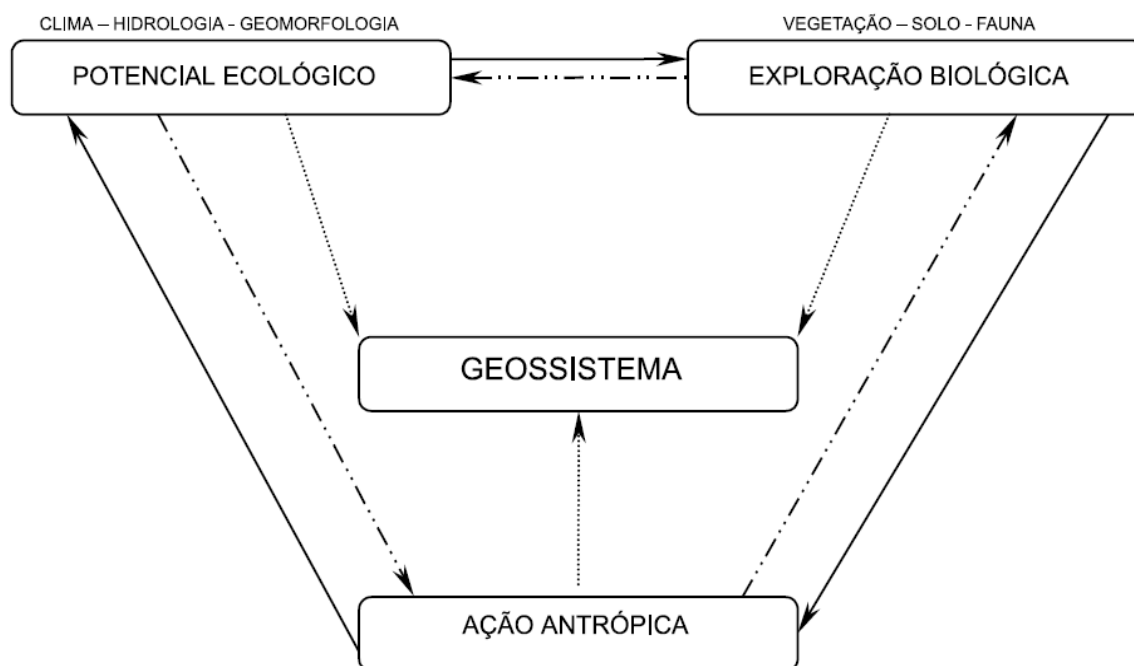 CLIMA – HIDROLOGIA - GEOMORFOLOGIA
VEGETAÇÃO – SOLO - FAUNA
POTENCIAL ECOLÓGICO
EXPLORAÇÃO BIOLÓGICA
GEOSSISTEMA
AÇÃO ANTRÓPICA